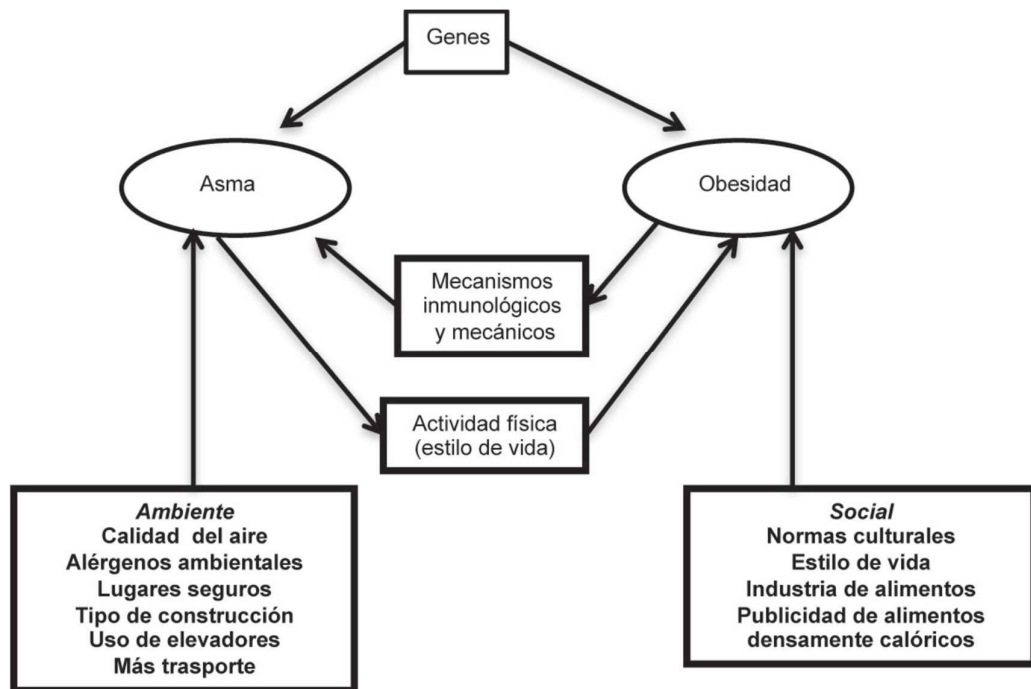 Genes
Asma
Obesidad
Mecanismos
inmunológicos
y mecánicos
Actividad física
(estilo de vida)
Ambiente
Calidad del aire
Alérgenos ambientales
Lugares seguros
Tipo de construcción
Uso de elevadores
Más trasporte
Social
Normas culturales
Estilo de vida
Industria de alimentos
Publicidad de alimentos
densamente calóricos